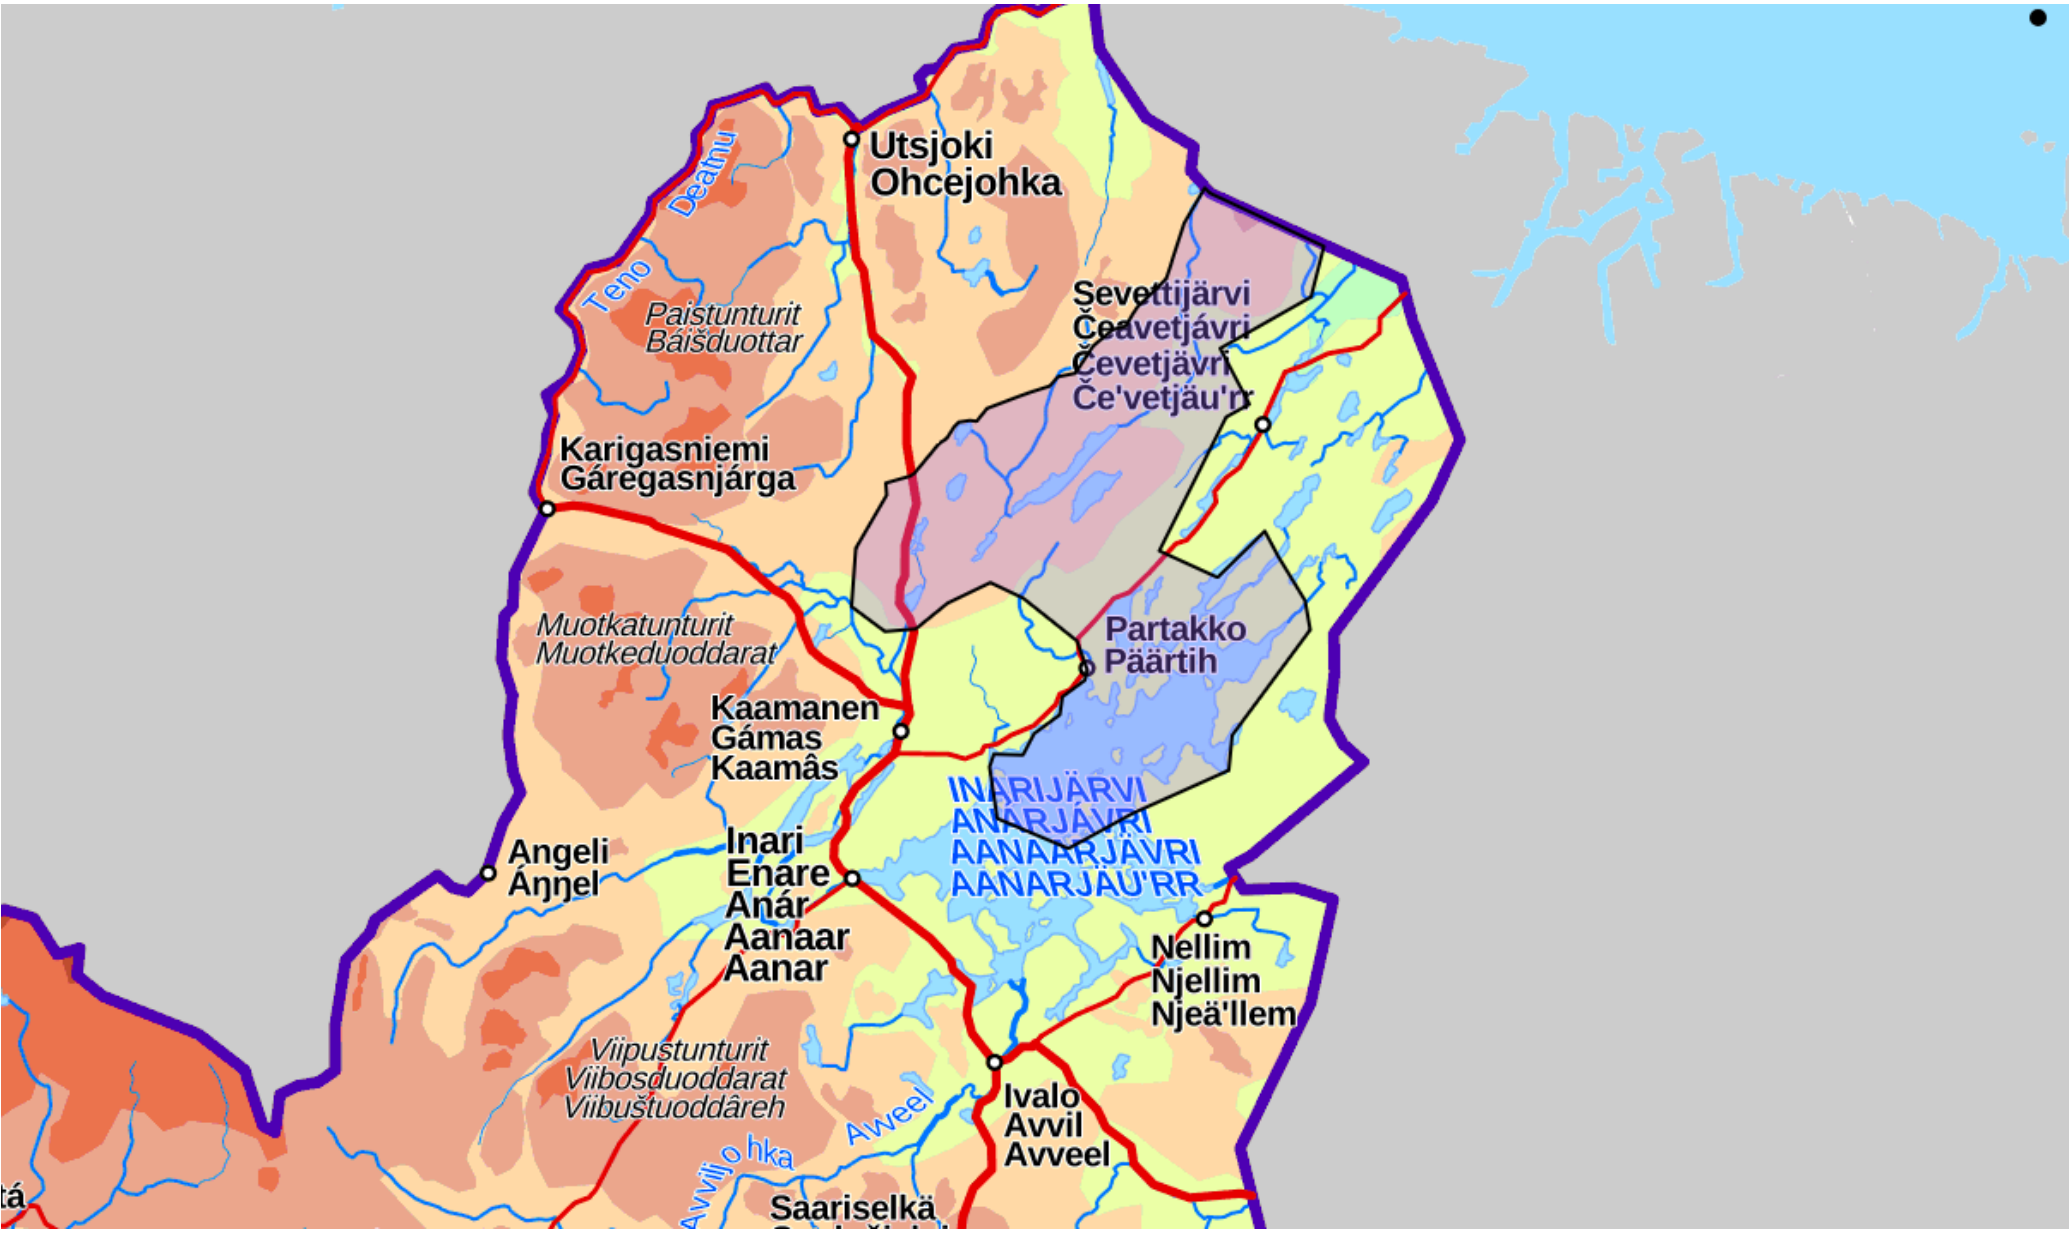 Utsjoki
Ohcejohka
Deatnu
Teno
Paistunturit
Báišduottar
Sevettijärvi
Čeavetjávri
Čevetjävri
Če'vetjäu'rr
Karigasniemi
Gáregasnjárga
Muotkatunturit
Muotkeduoddarat
Partakko
Päärtih
Kaamanen
Gámas
Kaamâs
INARIJÄRVI
ANÁRJÁVRI
AANAARJÄVRI
AANARJÄU'RR
Angeli
Áŋŋel
Inari
Enare
Anár
Aanaar
Aanar
Nellim
Njellim
Njeä'llem
Viipustunturit
Viibosduoddarat
Viibuštuoddâreh
Ivalo
Avvil
Avveel
Aweel
Avviljohka
Saariselkä
tá